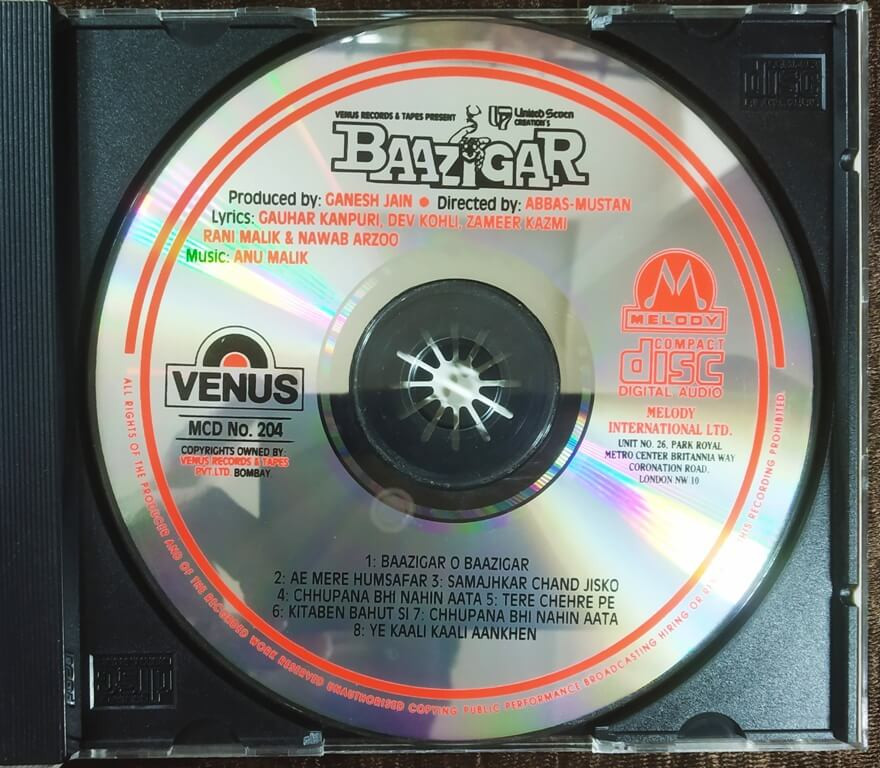 VENUS RECORDS & TAPES PRESENT
United Seven
CREATION'S
BAAZIGAR
Produced by: GANESH JAIN • Directed by: ABBAS-MUSTAN
Lyrics: GAUHAR KANPURI, DEV KOHLI, ZAMEER KAZMI
RANI MALIK & NAWAB ARZOO
Music: ANU MALIK
VENUS
MCD No. 204
COPYRIGHTS OWNED BY:
VENUS RECORDS & TAPES
PVT. LTD. BOMBAY.
MELODY
COMPACT
disc
DIGITAL AUDIO
MELODY
INTERNATIONAL LTD.
UNIT NO. 26, PARK ROYAL
METRO CENTER BRITANNIA WAY
CORONATION ROAD.
LONDON NW 10
1: BAAZIGAR O BAAZIGAR
2: AE MERE HUMSAFAR 3: SAMAJHKAR CHAND JISKO
4: CHHUPANA BHI NAHIN AATA 5: TERE CHEHRE PE
6: KITABEN BAHUT SI 7: CHHUPANA BHI NAHIN AATA
8: YE KAALI KAALI AANKHEN
ALL RIGHTS OF THE PRODUCED AND OF THE RECORDED WORK RESERVED UNAUTHORISED COPYING PUBLIC PERFORMANCE BROADCASTING HIRING OR THIS RECORDING PROHIBITED.
disc